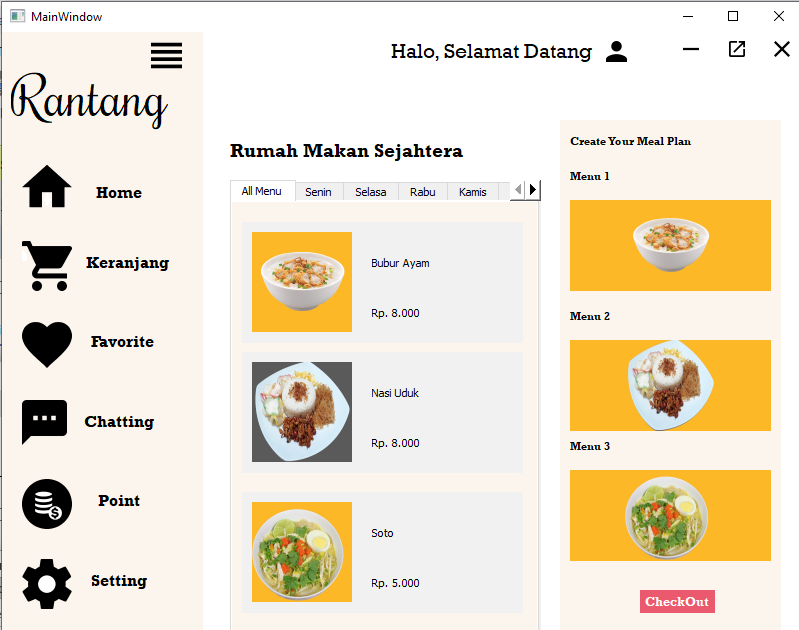 MainWindow
Halo, Selamat Datang
Rantang
Home
Keranjang
Favorite
Chatting
Point
Setting
Rumah Makan Sejahtera
All Menu Senin Selasa Rabu Kamis
Bubur Ayam
Rp. 8.000
Nasi Uduk
Rp. 8.000
Soto
Rp. 5.000
Create Your Meal Plan
Menu 1
Menu 2
Menu 3
CheckOut